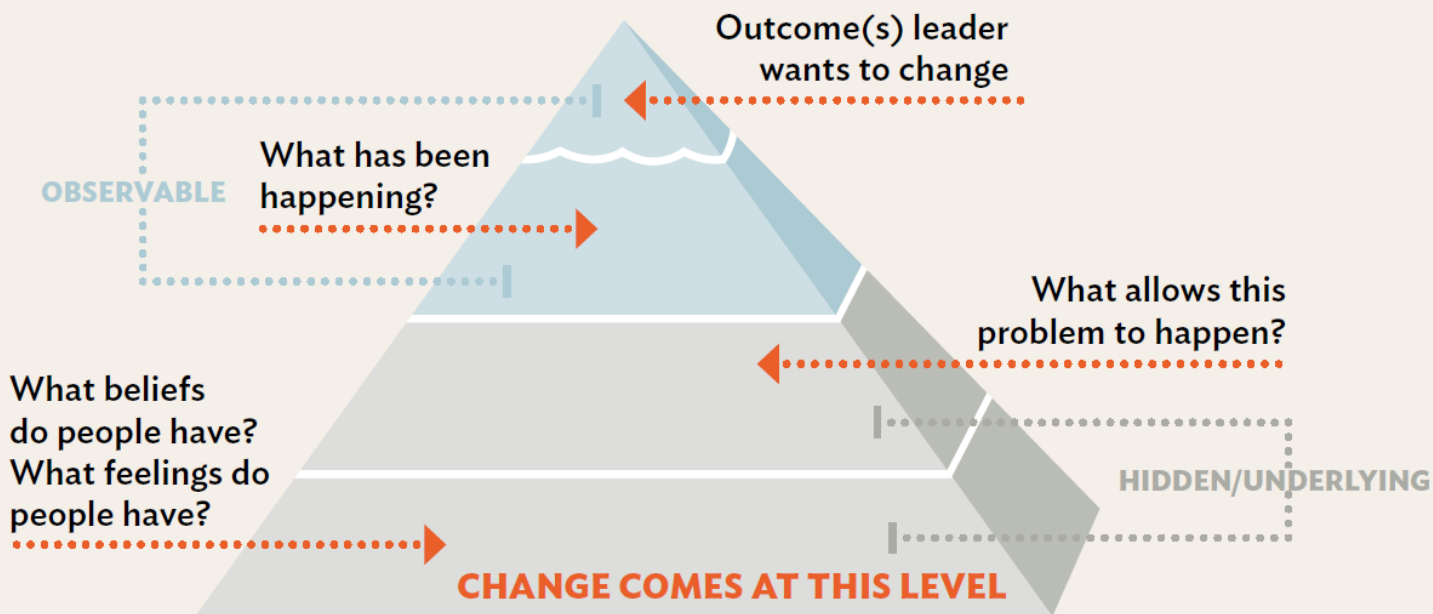 Outcome(s) leader
wants to change
What has been
happening?
OBSERVABLE
What allows this
problem to happen?
What beliefs
do people have?
What feelings do
people have?
HIDDEN/UNDERLYING
CHANGE COMES AT THIS LEVEL